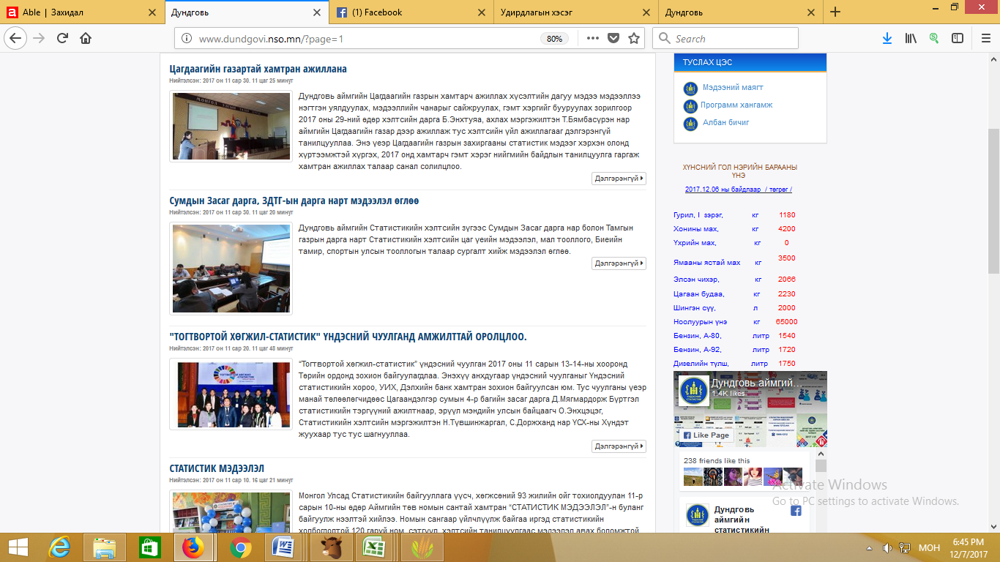 Able | Захидал
Дундговь
(1) Facebook
Удирдлагын хэсэг
Дундговь
www.dundgovi.nso.mn/?page=1
80%
Search
Цагдаагийн газартай хамтран ажиллана
Нийтэлсэн: 2017 он 11 сар 30. 11 цаг 25 минут
Дундговь аймгийн Цагдаагийн газрын хамтарч ажиллах хүсэлтийн дагуу мэдээ мэдээллээ
нэгтгэн уялдуулах, мэдээллийн чанарыг сайжруулах, гэмт хэргийг бууруулах зорилгоор
2017 оны 29-ний өдөр хэлтсийн дарга Б.Энхтуяа, ахлах мэргэжилтэн Т.Бямбасүрэн нар
аймгийн Цагдаагийн газар дээр ажиллаж тус хэлтсийн үйл ажиллагааг дэлгэрэнгүй
танилцууллаа. Энэ үеэр Цагдаагийн газрын захиргааны статистик мэдээг хэрхэн олонд
хүртээмжтэй хүргэх, 2017 онд хамтарч гэмт хэрэг нийгмийн байдлын танилцуулга гаргаж
хамтран ажиллах талаар санал солилцлоо.
Дэлгэрэнгүй
Сумдын Засаг дарга, ЗДТГ-ын дарга нарт мэдээлэл өглөө
Нийтэлсэн: 2017 он 11 сар 30. 11 цаг 20 минут
Дундговь аймгийн Статистикийн хэлтсийн зүгээс Сумдын Засаг дарга нар болон Тамгын
газрын дарга нарт Статистикийн хэлтсийн цаг үеийн мэдээлэл, мал тооллого, Биеийн
тамир, спортын улсын тооллогын талаар сургалт хийж мэдээлэл өглөө.
Дэлгэрэнгүй
"ТОГТВОРТОЙ ХӨГЖИЛ-СТАТИСТИК" ҮНДЭСНИЙ ЧУУЛГАНД АМЖИЛТТАЙ ОРОЛЦЛОО.
Нийтэлсэн: 2017 он 11 сар 20. 11 цаг 48 минут
“Тогтвортой хөгжил-статистик” үндэсний чуулган 2017 оны 11 сарын 13-14-ны хооронд
Төрийн ордонд зохион байгуулагдлаа. Энэхүү анхдугаар үндэсний чуулганыг Үндэсний
статистикийн хороо, УИХ, Дэлхийн банк хамтран зохион байгуулсан юм. Тус чуулганы үеэр
манай төлөөлөгчидөөс Цагаандэлгэр сумын 4-р багийн засаг дарга Д.Мягмардорж Бүртгэл
статистикийн тэргүүний ажилтнаар, эрүүл мэндийн улсын байцаагч О.Энхцэцэг,
Статистикийн хэлтсийн мэргэжилтэн Н.Түвшинжаргал, С.Доржханд нар ҮСХ-ны Хүндэт
жуухаар тус тус шагнууллаа.
Дэлгэрэнгүй
СТАТИСТИК МЭДЭЭЛЭЛ
Нийтэлсэн: 2017 он 11 сар 10. 16 цаг 21 минут
Монгол Улсад Статистикийн байгууллага үүсч, хөгжсөний 93 жилийн ойг тохиолдуулан 11-р
сарын 10-ны өдөр Аймгийн төв номын сантай хамтран “СТАТИСТИК МЭДЭЭЛЭЛ”-н буланг
байгуулж нээлтэй хийлээ. Номын сангаар үйлчлүүлж байгаа иргэд статистикийн
холбогдолтой 120 гаруй ном, сэтгүүл, хэлтсийн танилцуулгаас мэдээлэл авах боломжтой
ТУСЛАХ ЦЭС
Мэдээний маягт
Программ хангамж
Албан бичиг
ХҮНСНИЙ ГОЛ НЭРИЙН БАРААНЫ
ҮНЭ
2017.12.06 ны байдлаар / төгрөг /
Гурил, I зэрэг, кг 1180
Хонины мах, кг 4200
Үхрийн мах, кг 0
Ямааны ястай мах кг 3500
Элсэн чихэр, кг 2066
Цагаан будаа, кг 2230
Шингэн сүү, л 2000
Ноолуурын үнэ кг 65000
Бензин, А-80, литр 1540
Бензин, А-92, литр 1720
Дизелийн түлш, литр 1750
Дундговь аймгий...
1.4K likes
Like Page
238 friends like this
Дундговь
аймгийн
статистикийн
Activate Windows
Go to PC settings to activate Windows.
МОН
6:45 PM
12/7/2017